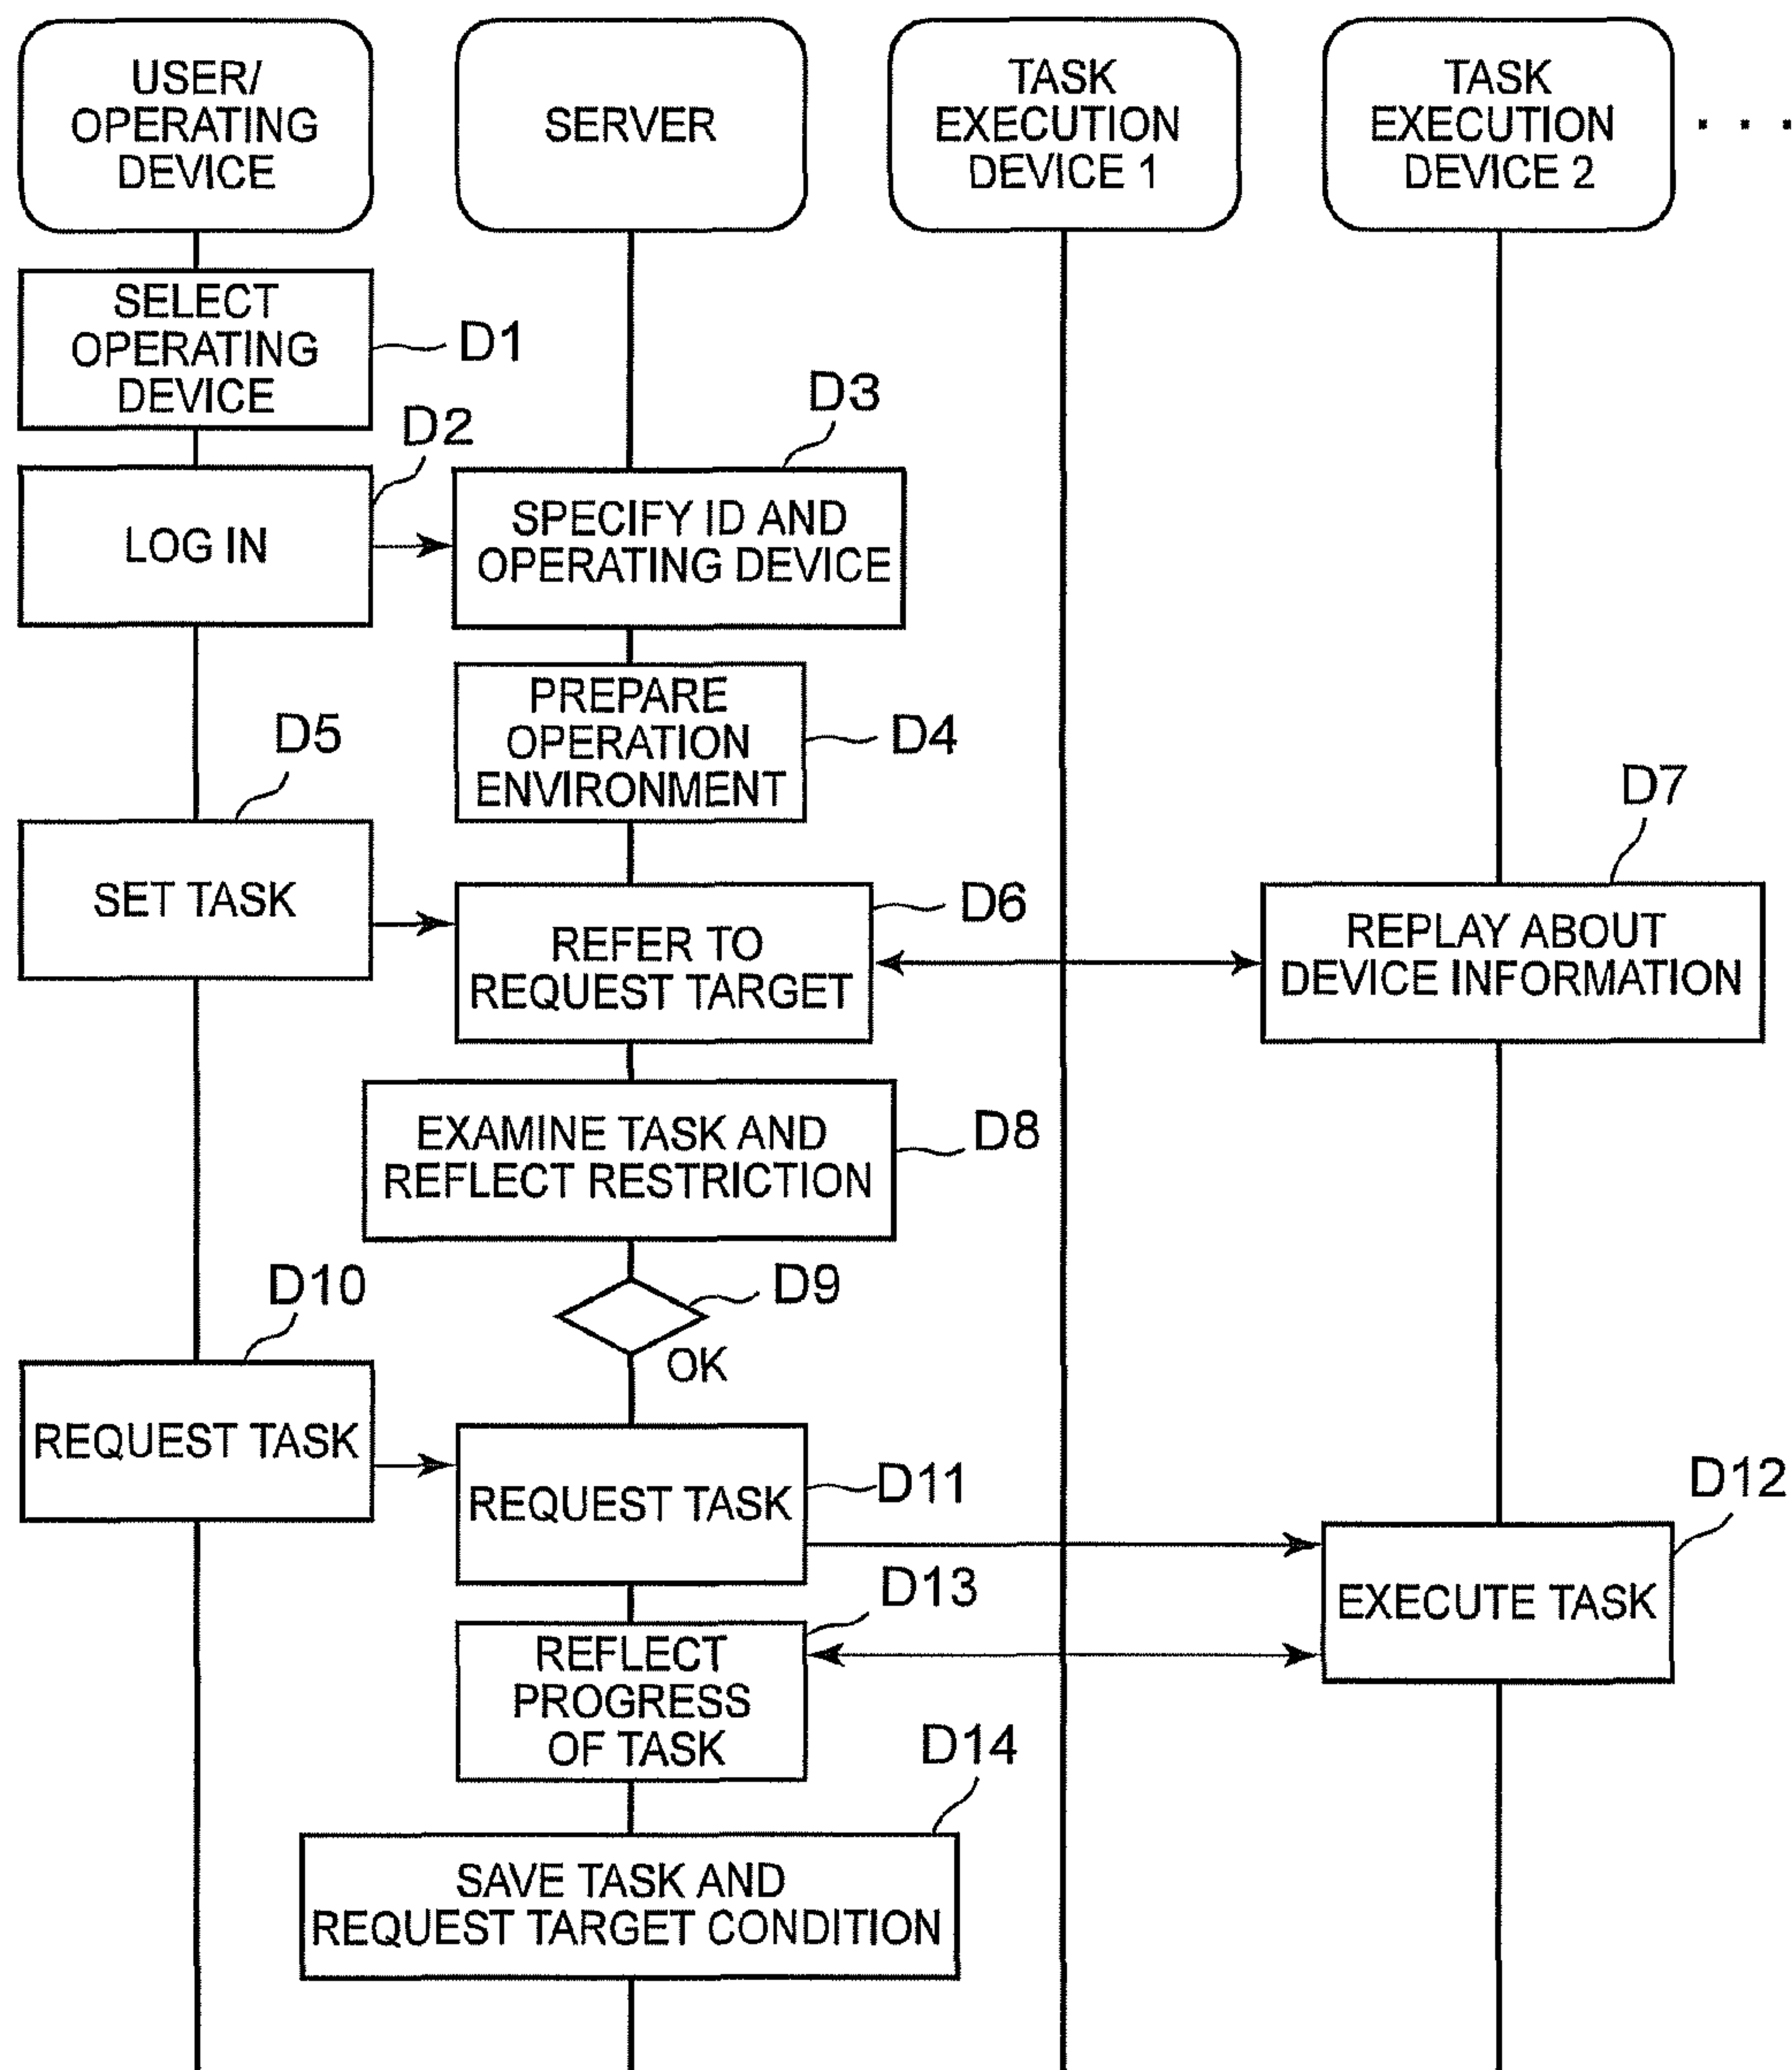 USER/
OPERATING
DEVICE
SERVER
TASK
EXECUTION
DEVICE 1
TASK
EXECUTION
DEVICE 2
. . .
SELECT
OPERATING
DEVICE
D1
LOG IN
D2
D3
SPECIFY ID AND
OPERATING DEVICE
PREPARE
OPERATION
ENVIRONMENT
D4
D5
SET TASK
D6
REFER TO
REQUEST TARGET
D7
REPLAY ABOUT
DEVICE INFORMATION
EXAMINE TASK AND
REFLECT RESTRICTION
D8
D9
OK
D10
REQUEST TASK
REQUEST TASK
D11
D12
EXECUTE TASK
D13
REFLECT
PROGRESS
OF TASK
D14
SAVE TASK AND
REQUEST TARGET CONDITION